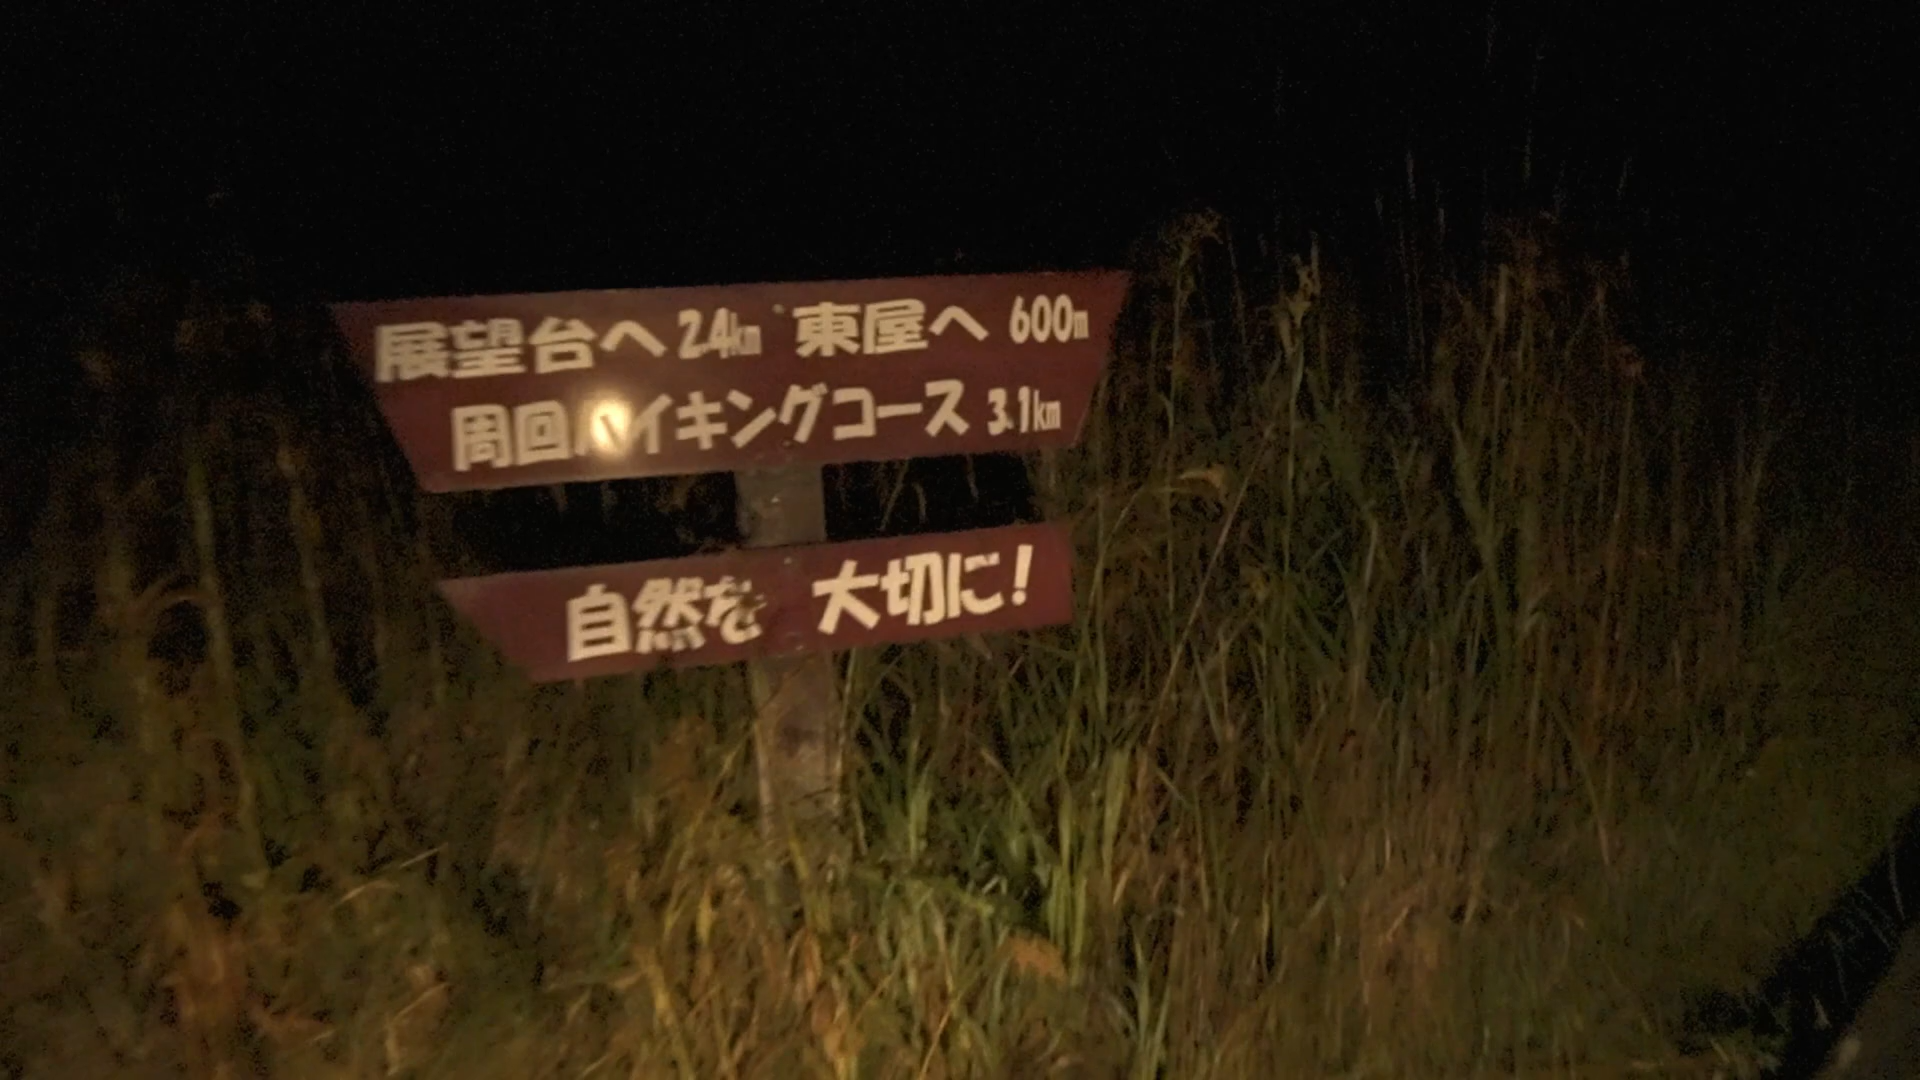 展望台へ 2.4km 東屋へ 600m
周回ハイキングコース 3.1km
自然を 大切に!